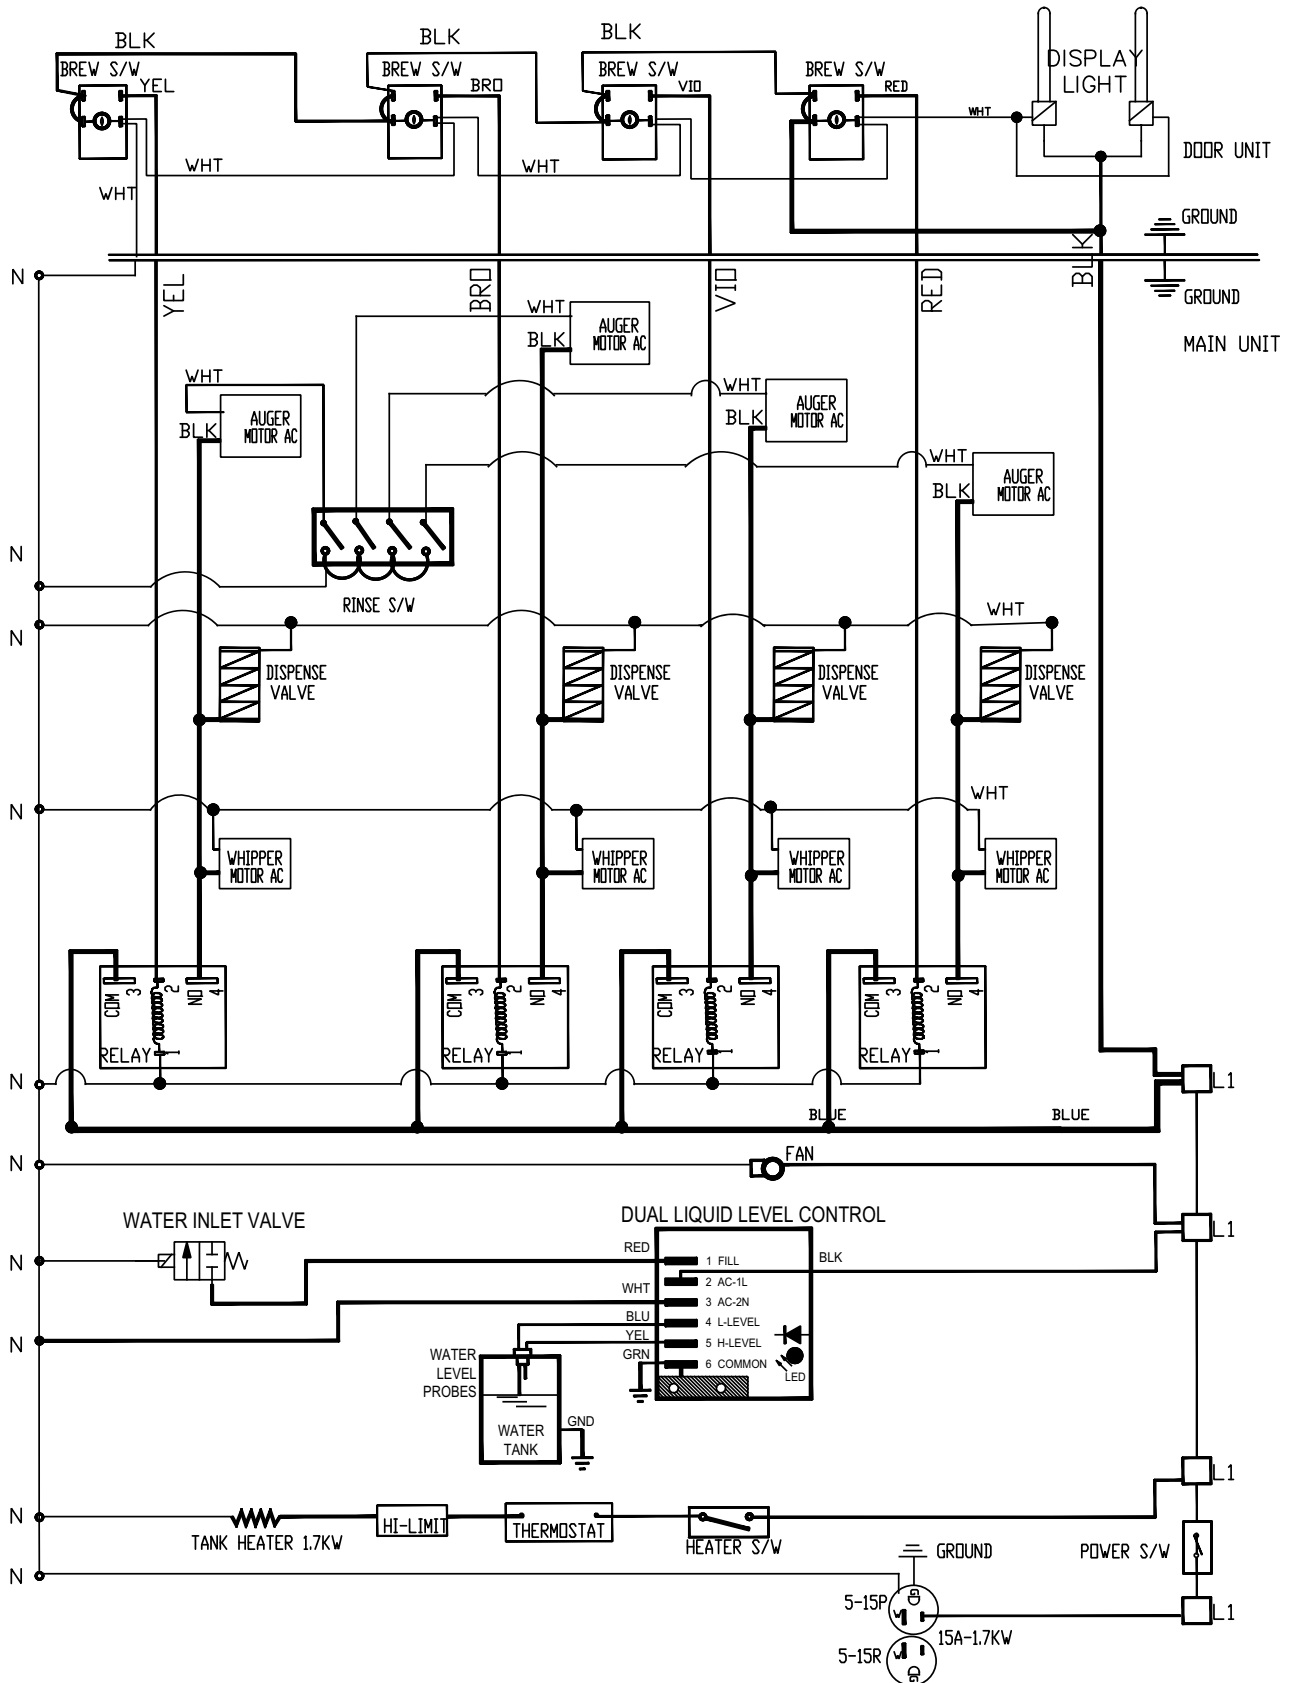 BLK
BLK
BLK
DISPLAY
LIGHT
BREW S/W
BREW S/W
BREW S/W
BREW S/W
YEL
BRO
VIO
RED
WHT
DOOR UNIT
WHT
WHT
WHT
GROUND
N
YEL
BRO
VIO
RED
BLK
GROUND
MAIN UNIT
WHT
AUGER
MOTOR AC
BLK
WHT
AUGER
MOTOR AC
BLK
WHT
AUGER
MOTOR AC
BLK
WHT
AUGER
MOTOR AC
BLK
N
RINSE S/W
N
WHT
DISPENSE
VALVE
DISPENSE
VALVE
DISPENSE
VALVE
DISPENSE
VALVE
N
WHT
WHIPPER
MOTOR AC
WHIPPER
MOTOR AC
WHIPPER
MOTOR AC
WHIPPER
MOTOR AC
COM 3 2 NO 4
RELAY 1
COM 3 2 NO 4
RELAY 1
COM 3 2 NO 4
RELAY 1
COM 3 2 NO 4
RELAY 1
N
L1
BLUE
BLUE
N
FAN
WATER INLET VALVE
DUAL LIQUID LEVEL CONTROL
L1
N
RED
1 FILL
BLK
2 AC-1L
WHT
3 AC-2N
BLU
4 L-LEVEL
N
YEL
5 H-LEVEL
GRN
6 COMMON
LED
WATER
LEVEL
PROBES
WATER
TANK
GND
L1
N
TANK HEATER 1.7KW
HI-LIMIT
THERMOSTAT
HEATER S/W
GROUND
POWER S/W
N
5-15P
GD
W
L1
15A-1.7KW
5-15R
W
GD